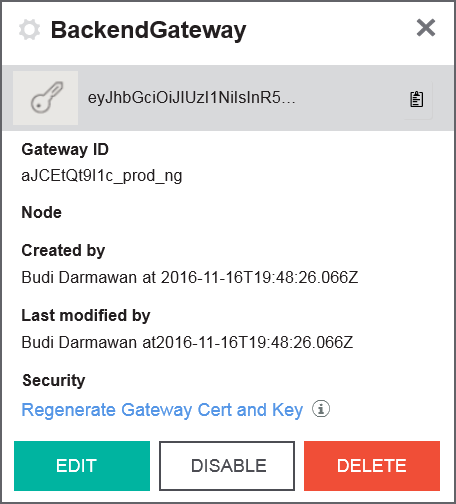 BackendGateway
eyJhbGciOiJIUzI1NiIsInR5...
Gateway ID
aJCEtQt9I1c_prod_ng
Node
Created by
Budi Darmawan at 2016-11-16T19:48:26.066Z
Last modified by
Budi Darmawan at2016-11-16T19:48:26.066Z
Security
Regenerate Gateway Cert and Key
EDIT
DISABLE
DELETE